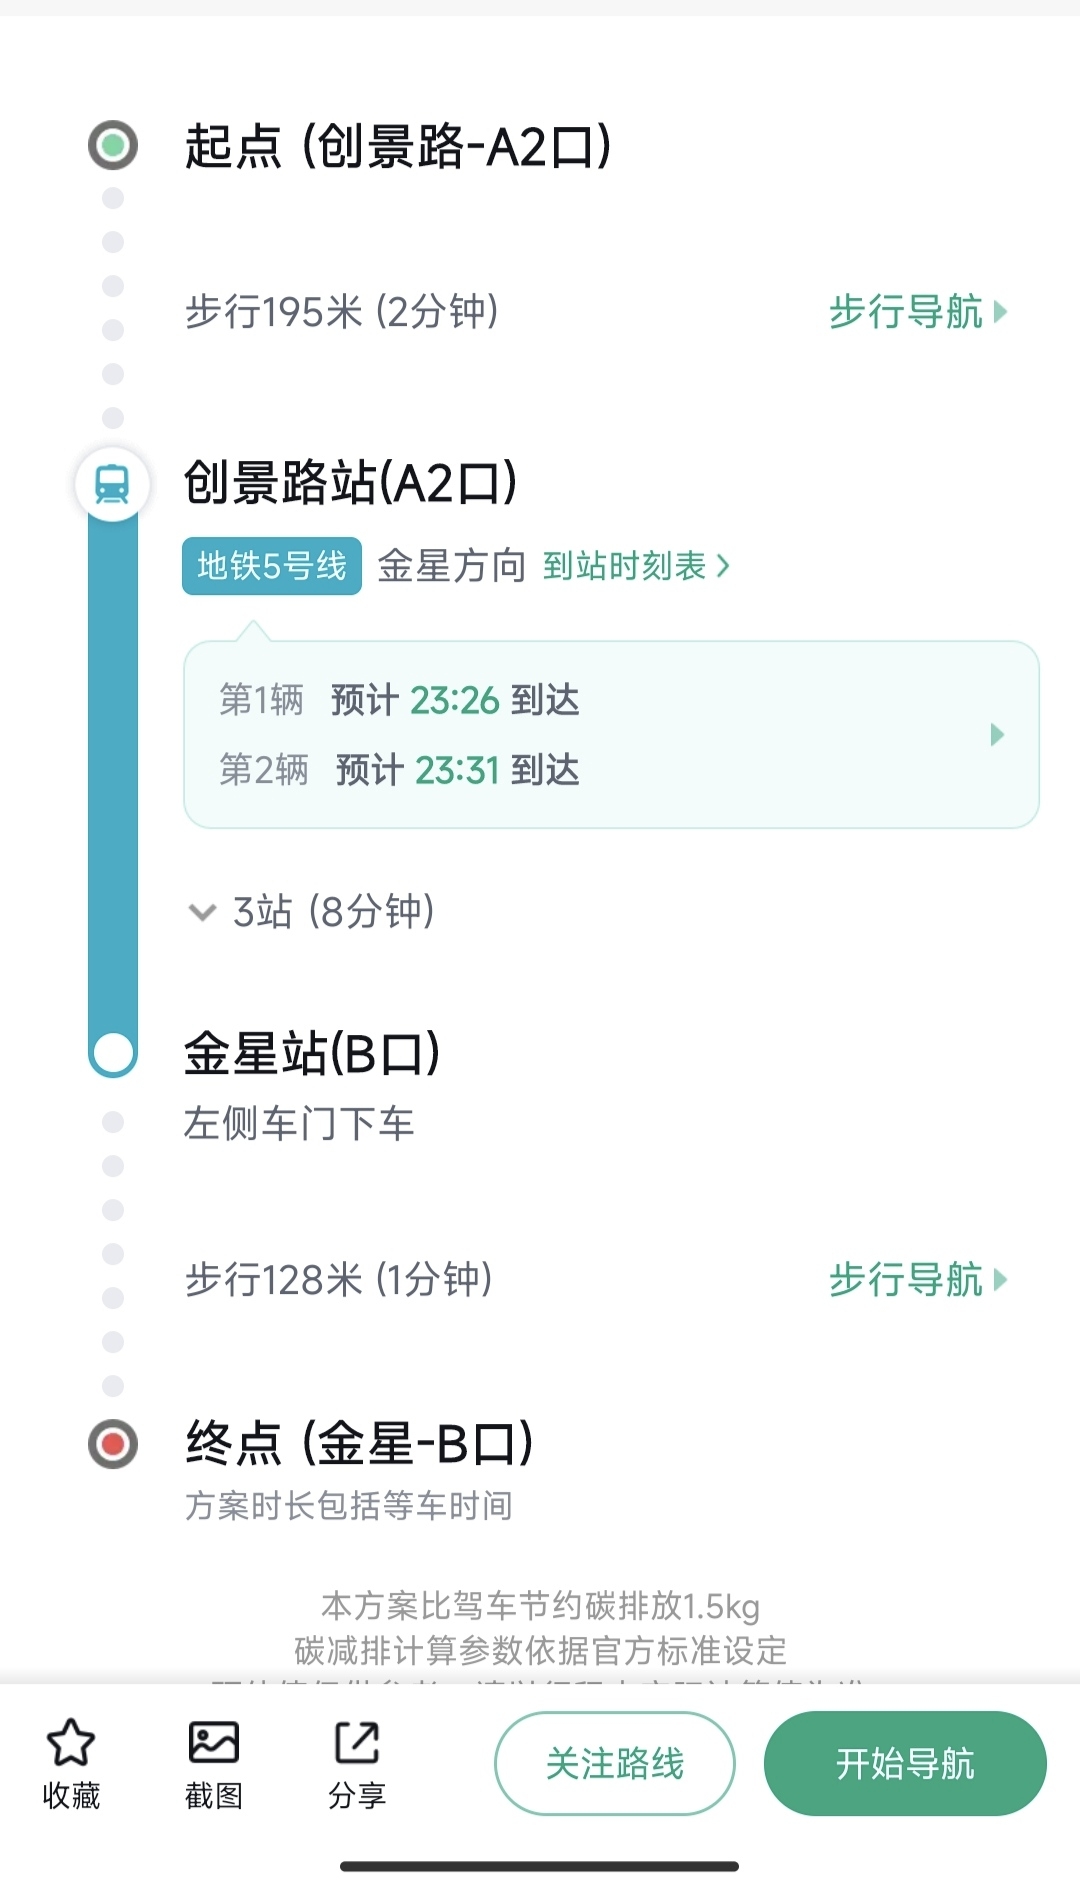 起点 (创景路-A2口)
步行195米 (2分钟)
步行导航
创景路站(A2口)
地铁5号线 金星方向 到站时刻表
第1辆 预计 23:26 到达
第2辆 预计 23:31 到达
3站 (8分钟)
金星站(B口)
左侧车门下车
步行128米 (1分钟)
步行导航
终点 (金星-B口)
方案时长包括等车时间
本方案比驾车节约碳排放1.5kg
碳减排计算参数依据官方标准设定
收藏
截图
分享
关注路线
开始导航